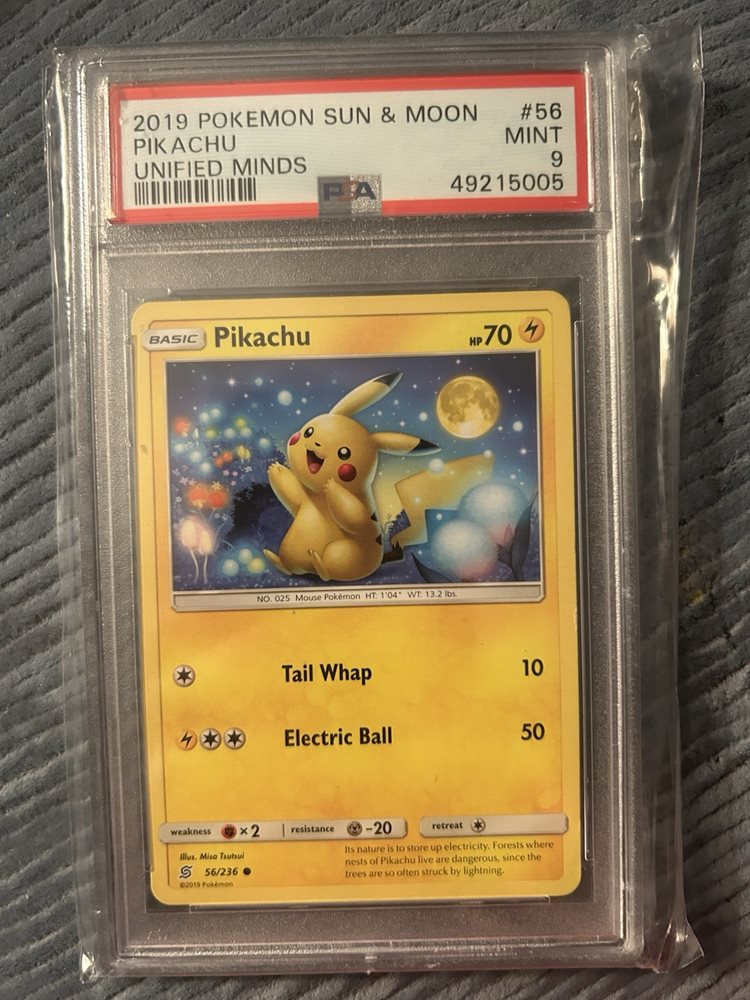 2019 POKEMON SUN & MOON #56
PIKACHU MINT
UNIFIED MINDS 9
PSA 49215005
BASIC Pikachu HP 70
NO. 025 Mouse Pokémon HT: 1'04" WT: 13.2 lbs.
Tail Whap 10
Electric Ball 50
weakness ×2 resistance -20 retreat
Its nature is to store up electricity. Forests where
nests of Pikachu live are dangerous, since the
trees are so often struck by lightning.
Illus. Misa Tsutsui
56/236
©2019 Pokémon